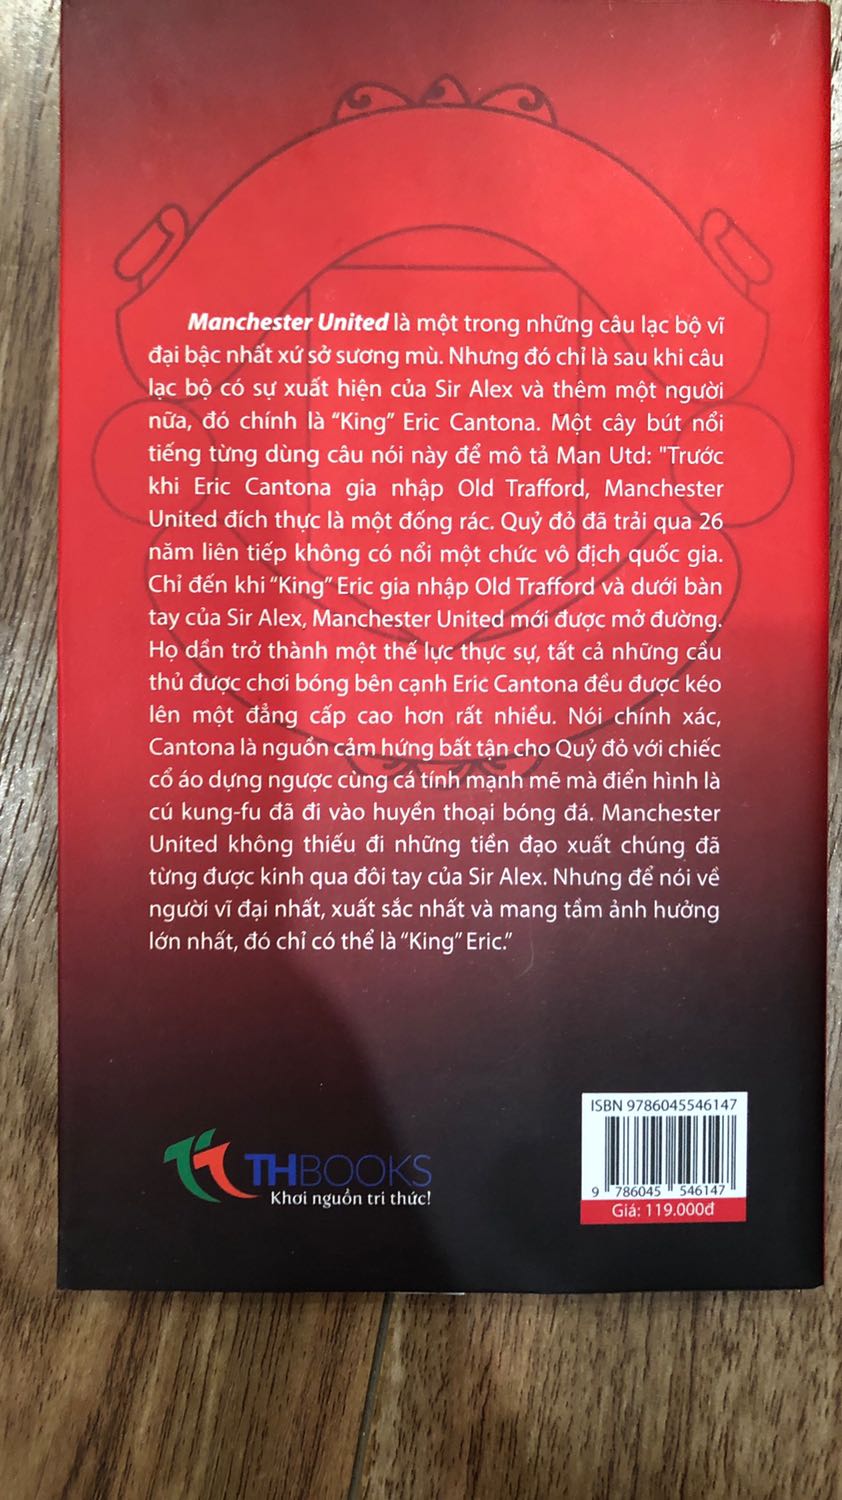 Manchester United là một trong những câu lạc bộ vĩ
đại bậc nhất xứ sở sương mù. Nhưng đó chỉ là sau khi câu
lạc bộ có sự xuất hiện của Sir Alex và thêm một người
nữa, đó chính là “King” Eric Cantona. Một cây bút nổi
tiếng từng dùng câu nói này để mô tả Man Utd: "Trước
khi Eric Cantona gia nhập Old Trafford, Manchester
United đích thực là một đống rác. Quỷ đỏ đã trải qua 26
năm liên tiếp không có nổi một chức vô địch quốc gia.
Chỉ đến khi “King” Eric gia nhập Old Trafford và dưới bàn
tay của Sir Alex, Manchester United mới được mở đường.
Họ dần trở thành một thế lực thực sự, tất cả những cầu
thủ được chơi bóng bên cạnh Eric Cantona đều được kéo
lên một đẳng cấp cao hơn rất nhiều. Nói chính xác,
Cantona là nguồn cảm hứng bất tận cho Quỷ đỏ với chiếc
cổ áo dựng ngược cùng cá tính mạnh mẽ mà điển hình là
cú kung-fu đã đi vào huyền thoại bóng đá. Manchester
United không thiếu đi những tiền đạo xuất chúng đã
từng được kinh qua đôi tay của Sir Alex. Nhưng để nói về
người vĩ đại nhất, xuất sắc nhất và mang tầm ảnh hưởng
lớn nhất, đó chỉ có thể là “King” Eric.”
ISBN 9786045546147
9 786045 546147
Giá: 119.000đ
THBOOKS
Khơi nguồn tri thức!